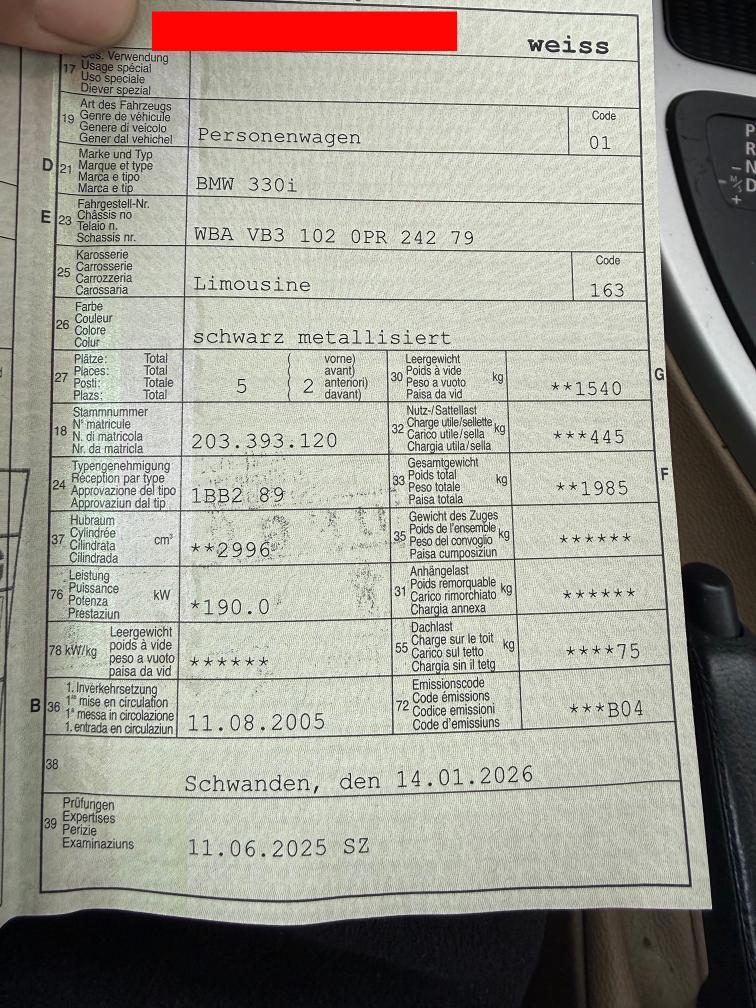 weiss
17 Bes. Verwendung
Usage spécial
Uso speciale
Diever spezial
19 Art des Fahrzeugs
Genre de véhicule
Genere di veicolo
Gener dal vehichel
Personenwagen
Code
01
D 21 Marke und Typ
Marque et type
Marca e tipo
Marca e tip
BMW 330i
E 23 Fahrgestell-Nr.
Châssis no
Telaio n.
Schassis nr.
WBA VB3 102 0PR 242 79
25 Karosserie
Carrosserie
Carrozzeria
Carossaria
Limousine
Code
163
26 Farbe
Couleur
Colore
Colur
schwarz metallisiert
27 Plätze: Total
Places: Total
Posti: Totale
Plazs: Total
5
( vorne)
avant)
2 anteriori)
( davant)
30 Leergewicht
Poids à vide kg
Peso a vuoto
Paisa da vid
**1540
G
18 Stammnummer
N° matricule
N. di matricola
Nr. da matricla
203.393.120
32 Nutz-/Sattellast
Charge utile/sellette kg
Carico utile/sella
Chargia utila/sella
***445
24 Typengenehmigung
Réception par type
Approvazione del tipo
Approvaziun dal tip
1BB2 89
33 Gesamtgewicht
Poids total kg
Peso totale
Paisa totala
**1985
F
37 Hubraum
Cylindrée cm³
Cilindrata
Cilindrada
**2996
35 Gewicht des Zuges
Poids de l'ensemble kg
Peso del convoglio
Paisa cumposiziun
******
76 Leistung
Puissance kW
Potenza
Prestaziun
*190.0
31 Anhängelast
Poids remorquable kg
Carico rimorchiato
Chargia annexa
******
78 kW/kg Leergewicht
poids à vide
peso a vuoto
paisa da vid
******
55 Dachlast
Charge sur le toit kg
Carico sul tetto
Chargia sin il tetg
****75
B 36 1. Inverkehrsetzung
1re mise en circulation
1a messa in circolazione
1. entrada en circulaziun
11.08.2005
72 Emissionscode
Code émissions
Codice emissioni
Code d'emissiuns
***B04
38
Schwanden, den 14.01.2026
39 Prüfungen
Expertises
Perizie
Examinaziuns
11.06.2025 SZ
P
R
N
D
+